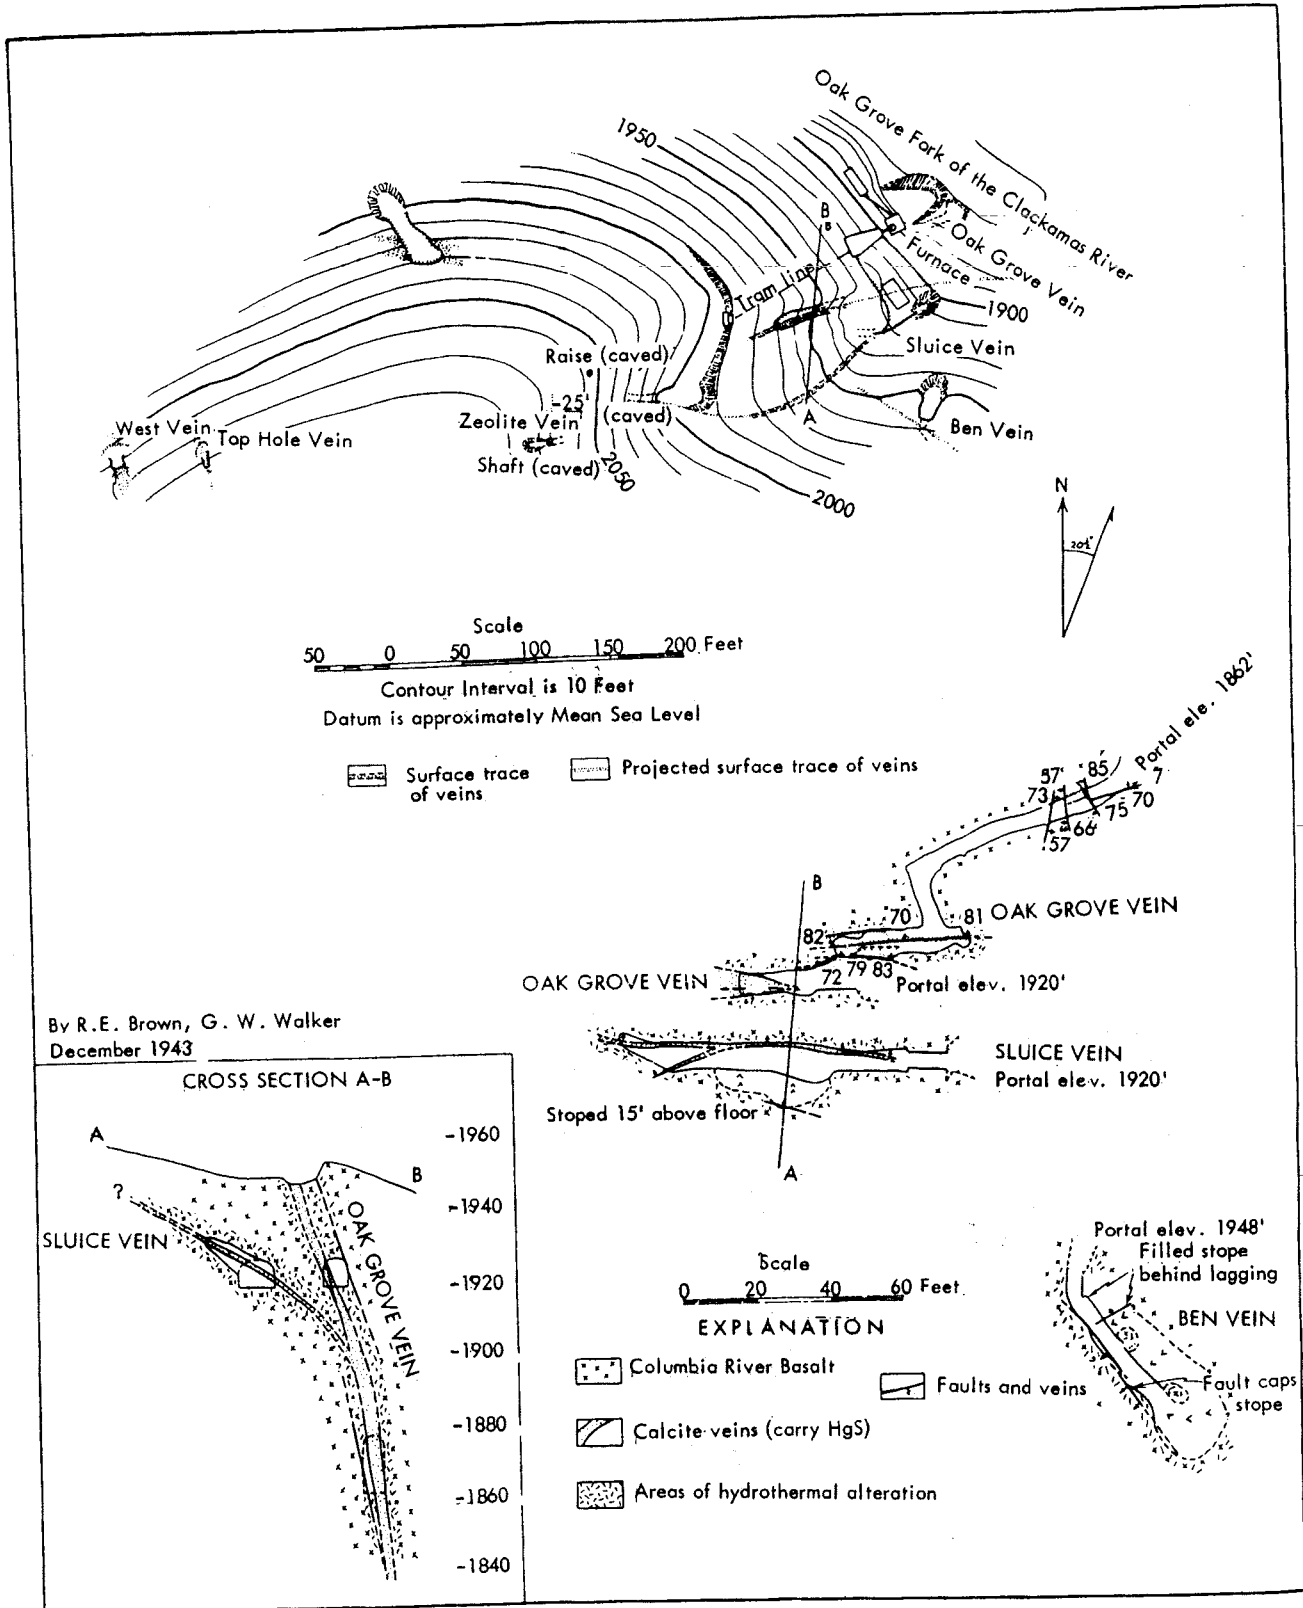 Oak Grove Fork of the Clackamas River
1950
B
B
Oak Grove Vein
Furnace
Tram line
1900
Sluice Vein
Raise (caved)
-25'
(caved)
A
West Vein
Top Hole Vein
Zeolite Vein
Ben Vein
Shaft (caved)
2050
2000
N
Scale
50 0 50 100 150 200 Feet
Contour Interval is 10 Feet
Datum is approximately Mean Sea Level
Surface trace
of veins
Projected surface trace of veins
Portal ele. 1862'
57
85
7
73
70
75
66
57
B
70
81
OAK GROVE VEIN
82
72
79
83
OAK GROVE VEIN
Portal elev. 1920'
By R.E. Brown, G. W. Walker
December 1943
SLUICE VEIN
Portal elev. 1920'
Stoped 15' above floor
A
CROSS SECTION A-B
A
-1960
B
?
-1940
SLUICE VEIN
OAK GROVE VEIN
-1920
-1900
-1880
-1860
-1840
Portal elev. 1948'
Filled stope
behind lagging
BEN VEIN
Fault caps
stope
Scale
0 20 40 60 Feet
EXPLANATION
Columbia River Basalt
Faults and veins
Calcite veins (carry HgS)
Areas of hydrothermal alteration